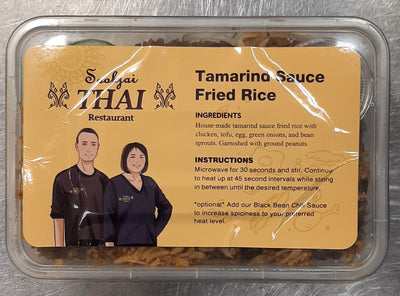 Sookjai
THAI
Restaurant
Tamarind Sauce
Fried Rice
INGREDIENTS
House-made tamarind sauce fried rice with
chicken, tofu, egg, green onions, and bean
sprouts. Garnished with ground peanuts.
INSTRUCTIONS
Microwave for 30 seconds and stir. Continue
to heat up at 45 second intervals while stiring
in between until the desired temperature.
*optional* Add our Black Bean Chili Sauce
to increase spiciness to your preferred
heat level.